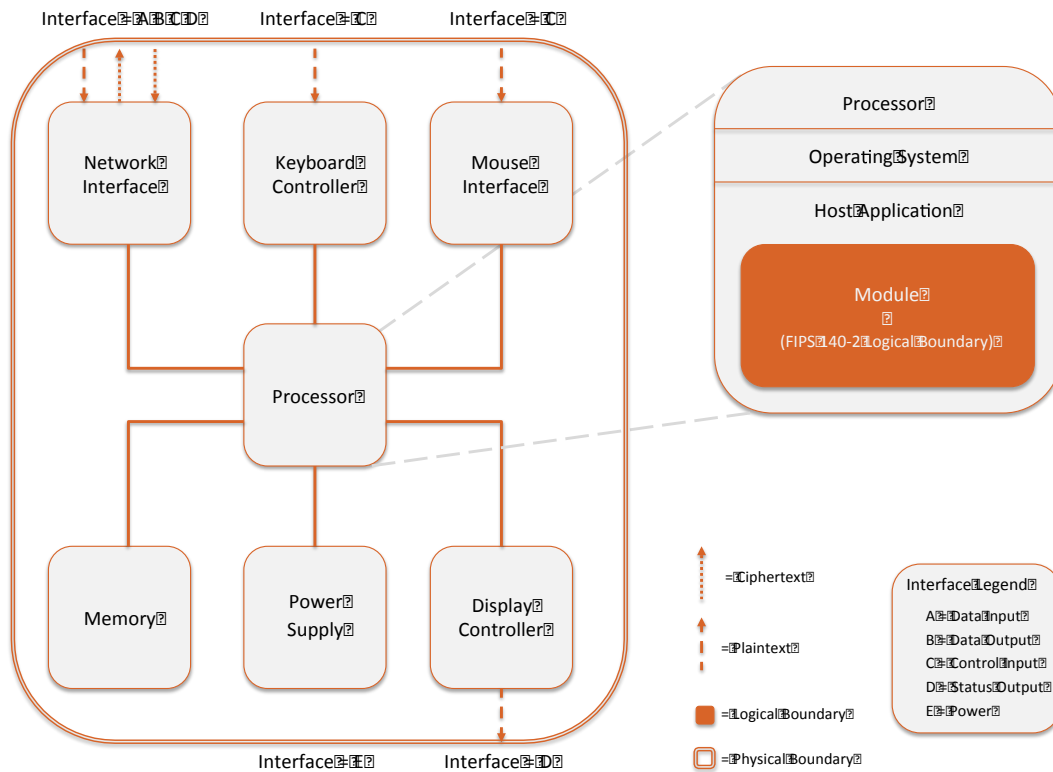 Interface = A B C D
Interface = C
Interface = C
Network
Interface
Keyboard
Controller
Mouse
Interface
Processor
Memory
Power
Supply
Display
Controller
Interface = E
Interface = D
Processor
Operating System
Host Application
Module
(FIPS 140-2 Logical Boundary)
= Ciphertext
= Plaintext
= Logical Boundary
= Physical Boundary
Interface Legend
A = Data Input
B = Data Output
C = Control Input
D = Status Output
E = Power